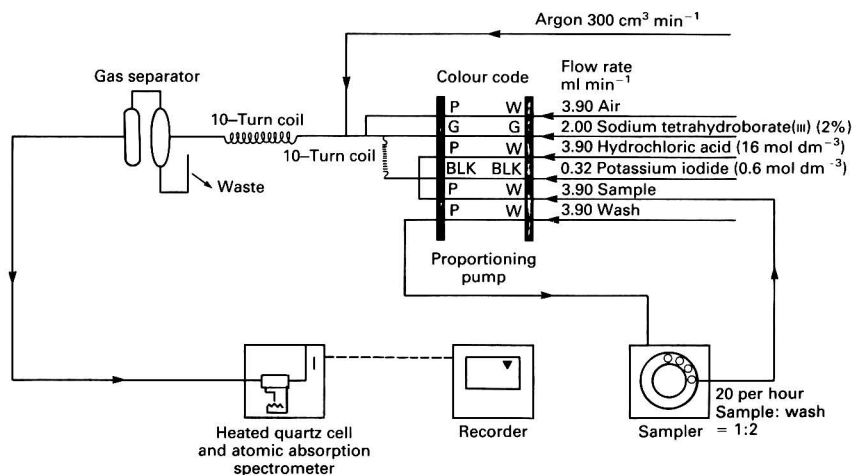 Argon 300 cm³ min⁻¹
Gas separator
Colour code
Flow rate
ml min⁻¹
10–Turn coil
P W 3.90 Air
G G 2.00 Sodium tetrahydroborate(III) (2%)
10–Turn coil
P W 3.90 Hydrochloric acid (16 mol dm⁻³)
BLK BLK 0.32 Potassium iodide (0.6 mol dm⁻³)
Waste
P W 3.90 Sample
P W 3.90 Wash
Proportioning
pump
20 per hour
Sample: wash
= 1:2
Heated quartz cell
and atomic absorption
spectrometer
Recorder
Sampler